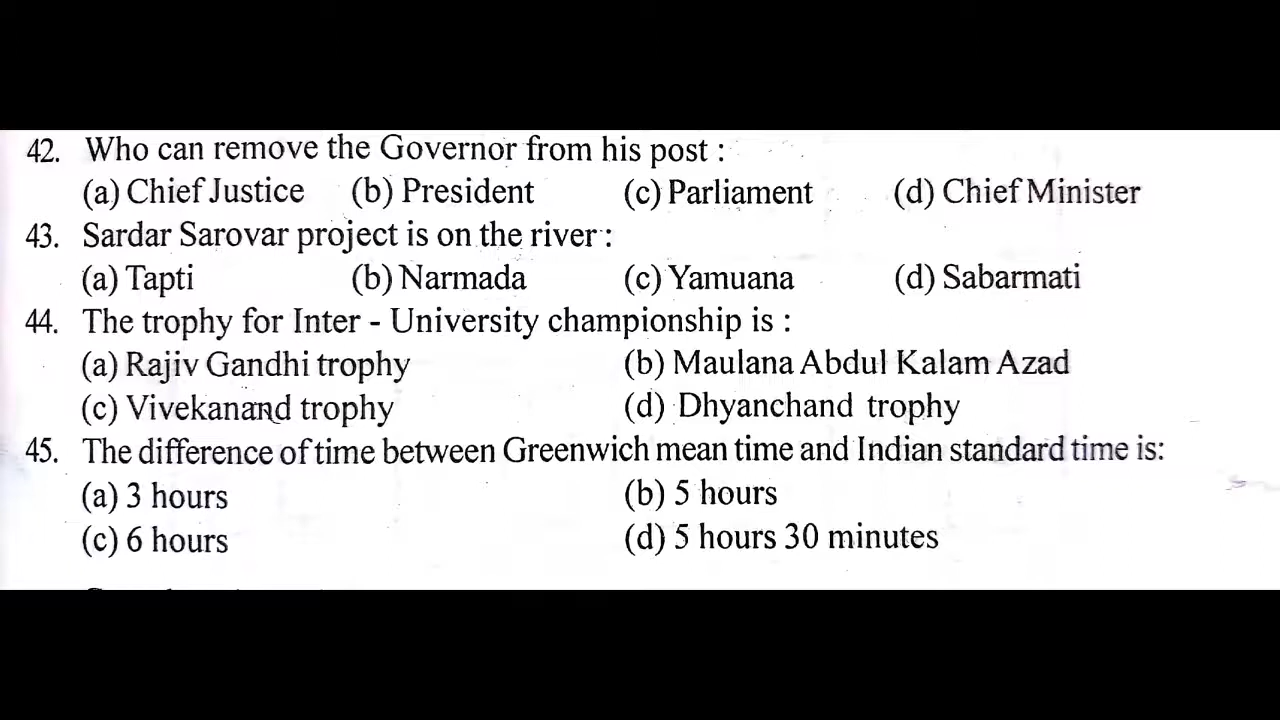 42. Who can remove the Governor from his post :
(a) Chief Justice (b) President (c) Parliament (d) Chief Minister
43. Sardar Sarovar project is on the river :
(a) Tapti (b) Narmada (c) Yamuana (d) Sabarmati
44. The trophy for Inter - University championship is :
(a) Rajiv Gandhi trophy (b) Maulana Abdul Kalam Azad
(c) Vivekanand trophy (d) Dhyanchand trophy
45. The difference of time between Greenwich mean time and Indian standard time is:
(a) 3 hours (b) 5 hours
(c) 6 hours (d) 5 hours 30 minutes